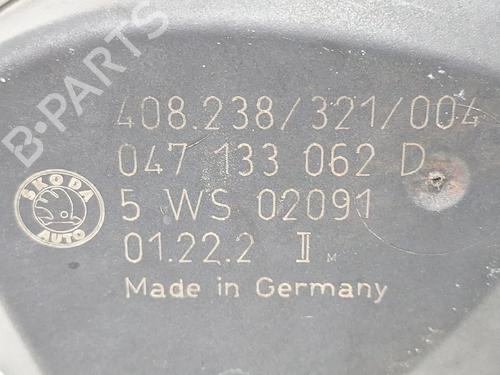 B-PARTS
408.238/321/004
047 133 062 D
ŠKODA
AUTO
5 WS 02091
01.22.2 II M
Made in Germany